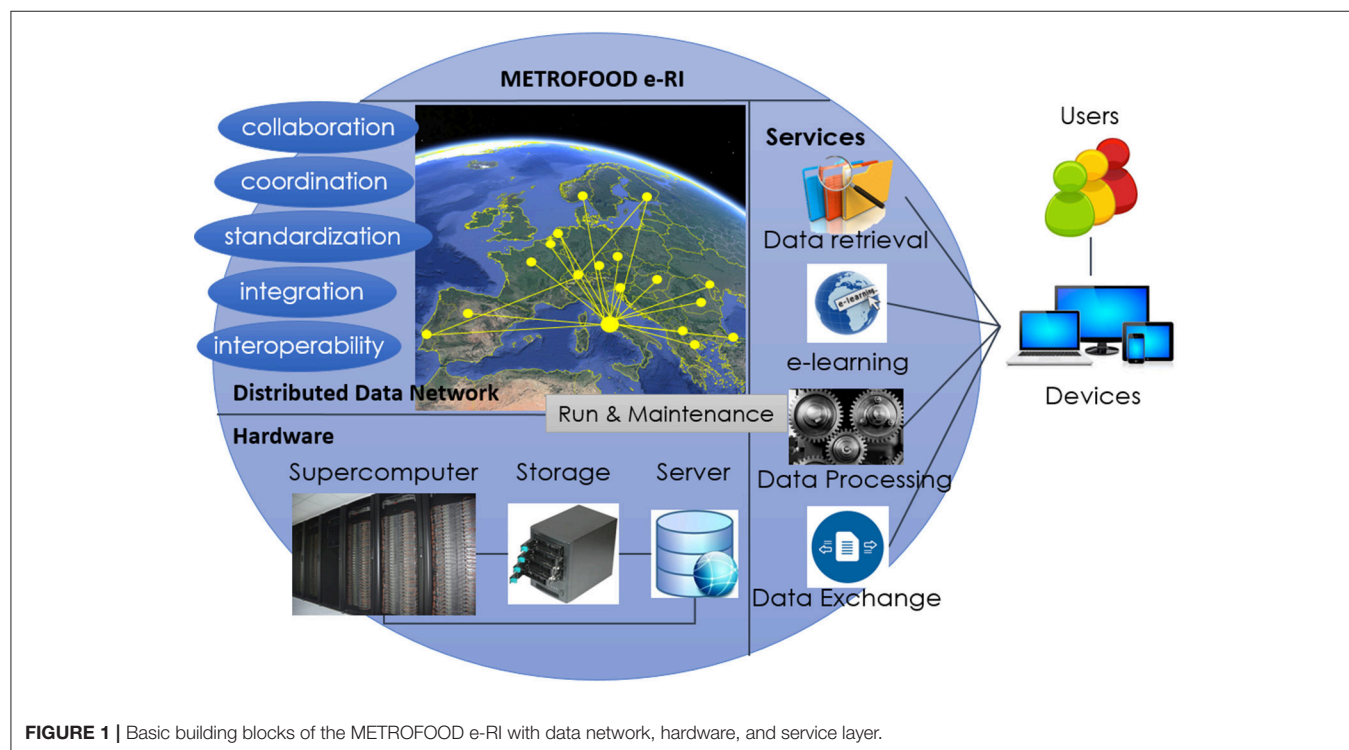 METROFOOD e-RI
collaboration
coordination
standardization
integration
interoperability
Distributed Data Network
Services
Data retrieval
e-learning
e-learning
Data Processing
Data Exchange
Run & Maintenance
Hardware
Supercomputer
Storage
Server
Users
Devices
FIGURE 1 | Basic building blocks of the METROFOOD e-RI with data network, hardware, and service layer.